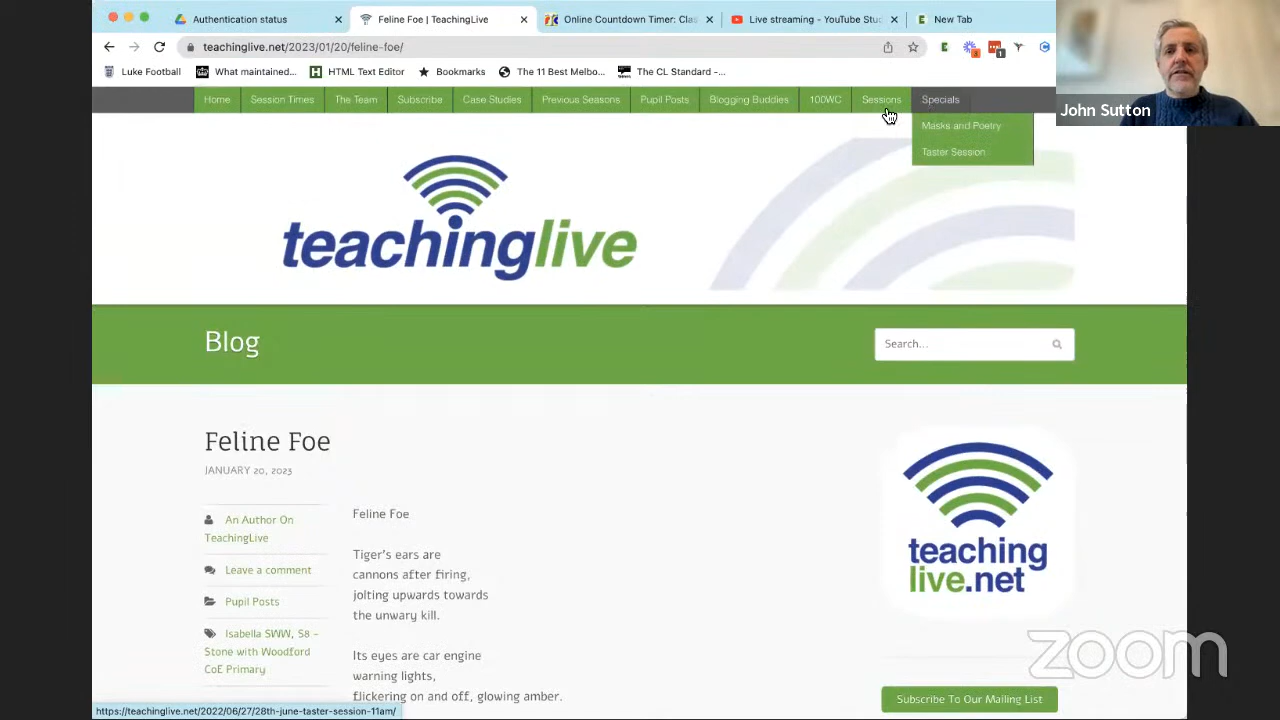 Authentication status
Feline Foe | TeachingLive
Online Countdown Timer: Clas
Live streaming - YouTube Stud
New Tab
teachinglive.net/2023/01/20/feline-foe/
3
1
Luke Football
What maintained...
HTML Text Editor
Bookmarks
The 11 Best Melbo...
The CL Standard -...
John Sutton
Home
Session Times
The Team
Subscribe
Case Studies
Previous Seasons
Pupil Posts
Blogging Buddies
100WC
Sessions
Specials
Masks and Poetry
Taster Session
teachinglive
Blog
Search...
Feline Foe
JANUARY 20, 2023
An Author On
TeachingLive
Leave a comment
Pupil Posts
Isabella SWW, S8 -
Stone with Woodford
CoE Primary
Feline Foe
Tiger's ears are
cannons after firing,
jolting upwards towards
the unwary kill.
Its eyes are car engine
warning lights,
flickering on and off, glowing amber.
teaching
live.net
zoom
Subscribe To Our Mailing List
https://teachinglive.net/2022/06/27/28th-june-taster-session-11am/